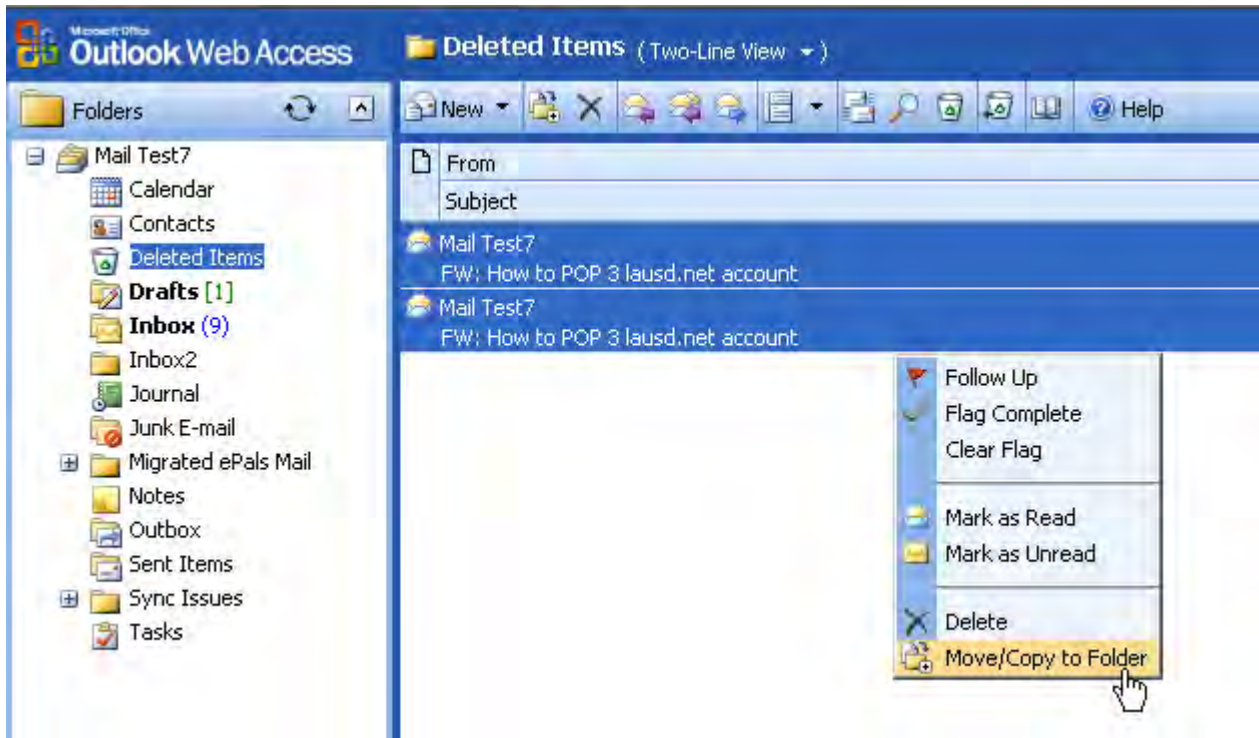 Microsoft Office
Outlook Web Access
Deleted Items (Two-Line View)
Folders
New
Help
Mail Test7
Calendar
Contacts
Deleted Items
Drafts [1]
Inbox (9)
Inbox2
Journal
Junk E-mail
Migrated ePals Mail
Notes
Outbox
Sent Items
Sync Issues
Tasks
From
Subject
Mail Test7
FW: How to POP 3 lausd.net account
Mail Test7
FW: How to POP 3 lausd.net account
Follow Up
Flag Complete
Clear Flag
Mark as Read
Mark as Unread
Delete
Move/Copy to Folder